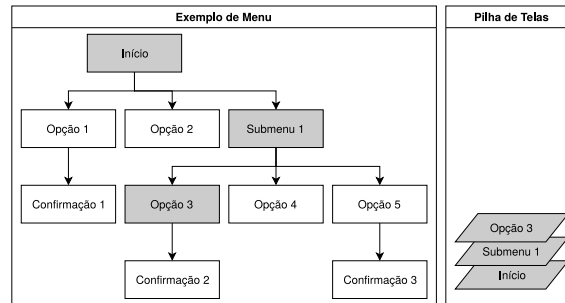 Exemplo de Menu
Pilha de Telas
Início
Opção 1
Opção 2
Submenu 1
Confirmação 1
Opção 3
Opção 4
Opção 5
Confirmação 2
Confirmação 3
Opção 3
Submenu 1
Início